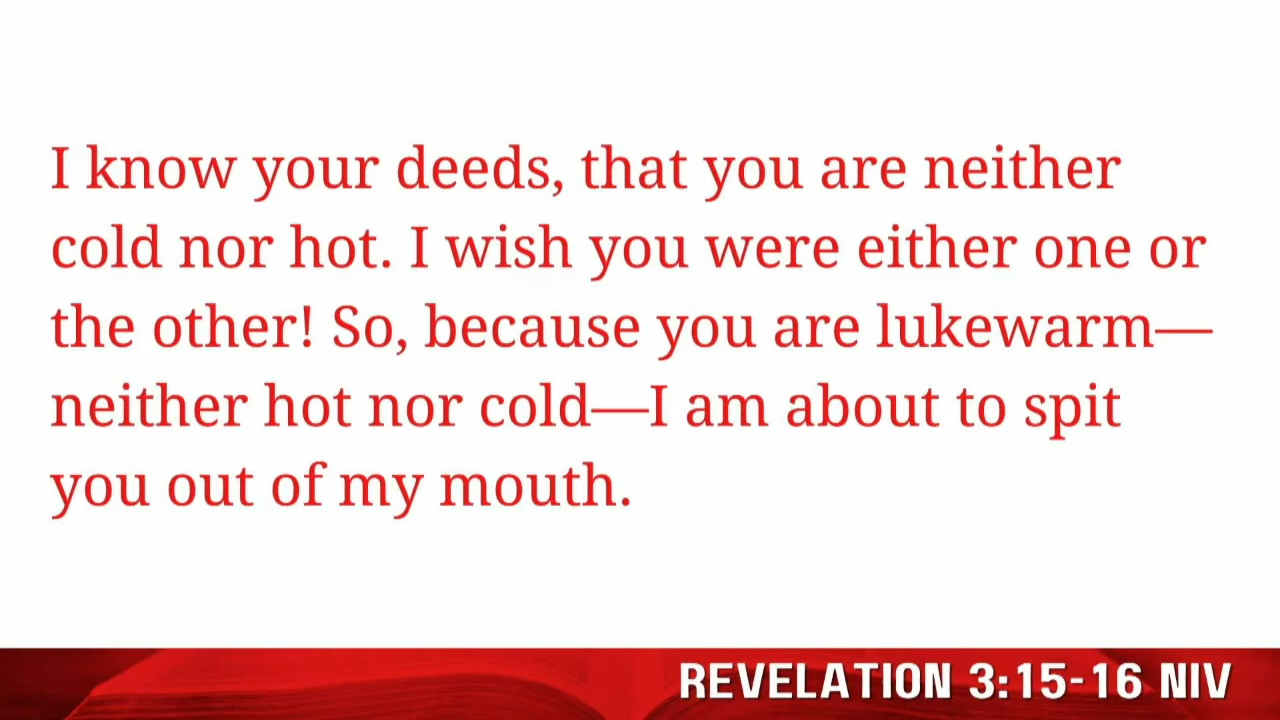 I know your deeds, that you are neither
cold nor hot. I wish you were either one or
the other! So, because you are lukewarm—
neither hot nor cold—I am about to spit
you out of my mouth.
REVELATION 3:15-16 NIV